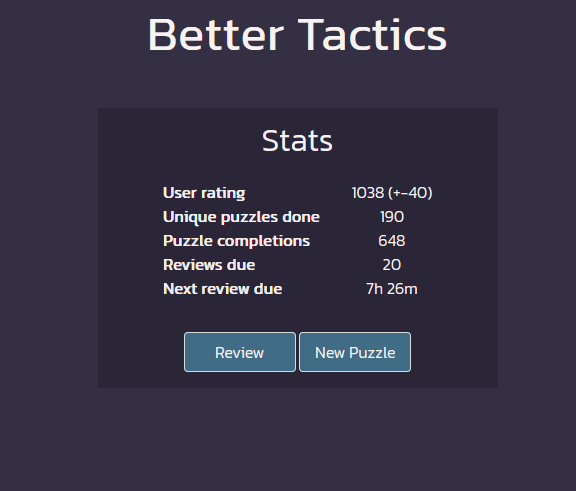 Better Tactics
Stats
User rating 1038 (+-40)
Unique puzzles done 190
Puzzle completions 648
Reviews due 20
Next review due 7h 26m
Review New Puzzle